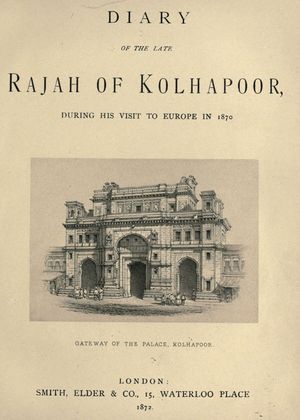 DIARY
OF THE LATE
RAJAH OF KOLHAPOOR,
DURING HIS VISIT TO EUROPE IN 1870
GATEWAY OF THE PALACE, KOLHAPOOR.
LONDON:
SMITH, ELDER & CO., 15, WATERLOO PLACE
1872.